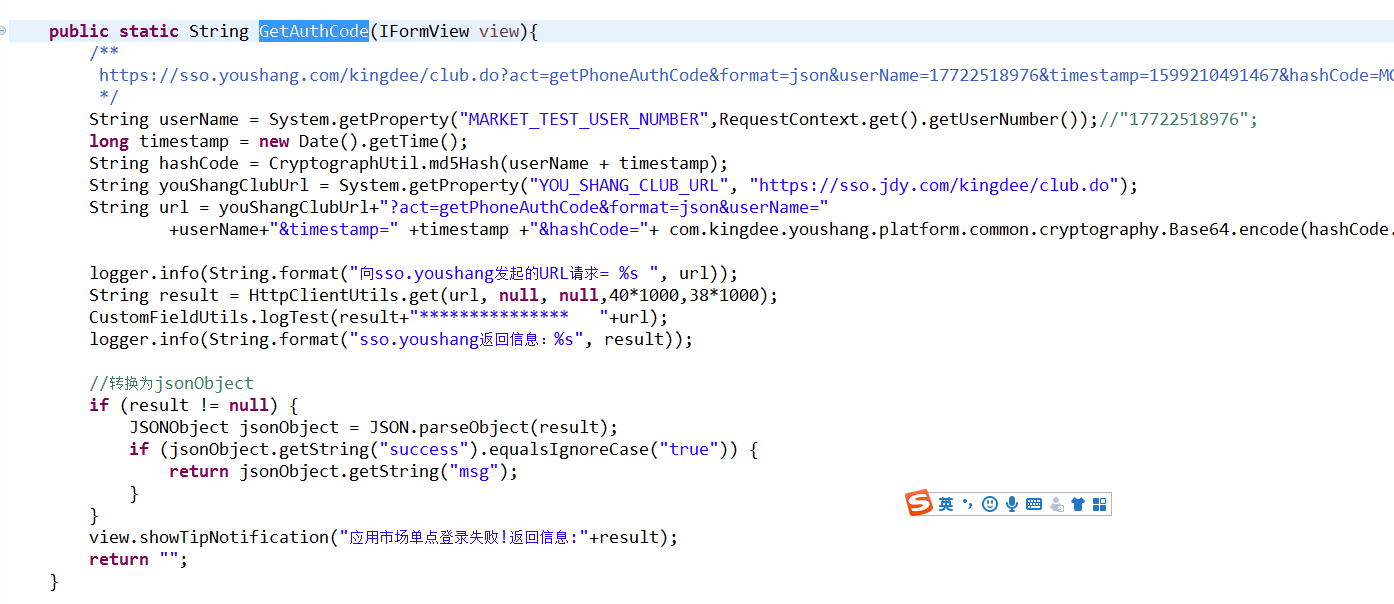 public static String GetAuthCode(IFormView view){
/**
https://sso.youshang.com/kingdee/club.do?act=getPhoneAuthCode&format=json&userName=17722518976&timestamp=1599210491467&hashCode=MC
*/
String userName = System.getProperty("MARKET_TEST_USER_NUMBER",RequestContext.get().getUserNumber());//"17722518976";
long timestamp = new Date().getTime();
String hashCode = CryptographUtil.md5Hash(userName + timestamp);
String youShangClubUrl = System.getProperty("YOU_SHANG_CLUB_URL", "https://sso.jdy.com/kingdee/club.do");
String url = youShangClubUrl+"?act=getPhoneAuthCode&format=json&userName="
+userName+"&timestamp=" +timestamp +"&hashCode="+ com.kingdee.youshang.platform.common.cryptography.Base64.encode(hashCode.
logger.info(String.format("向sso.youshang发起的URL请求= %s ", url));
String result = HttpClientUtils.get(url, null, null,40*1000,38*1000);
CustomFieldUtils.logTest(result+"***************   "+url);
logger.info(String.format("sso.youshang返回信息：%s", result));
//转换为jsonObject
if (result != null) {
JSONObject jsonObject = JSON.parseObject(result);
if (jsonObject.getString("success").equalsIgnoreCase("true")) {
return jsonObject.getString("msg");
}
}
英
view.showTipNotification("应用市场单点登录失败!返回信息:"+result);
return "";
}